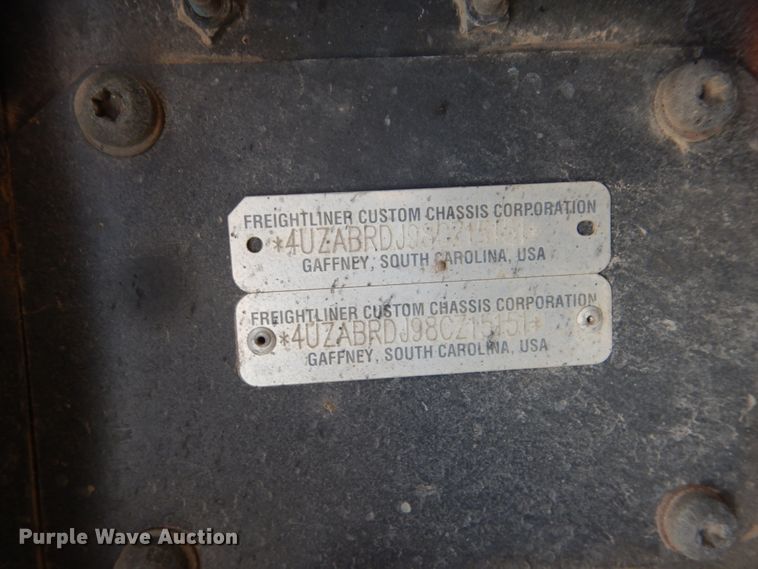 FREIGHTLINER CUSTOM CHASSIS CORPORATION
*4UZABRDJ98CZ15151
GAFFNEY, SOUTH CAROLINA, USA
FREIGHTLINER CUSTOM CHASSIS CORPORATION
*4UZABRDJ98CZ15151*
GAFFNEY, SOUTH CAROLINA, USA
Purple Wave Auction